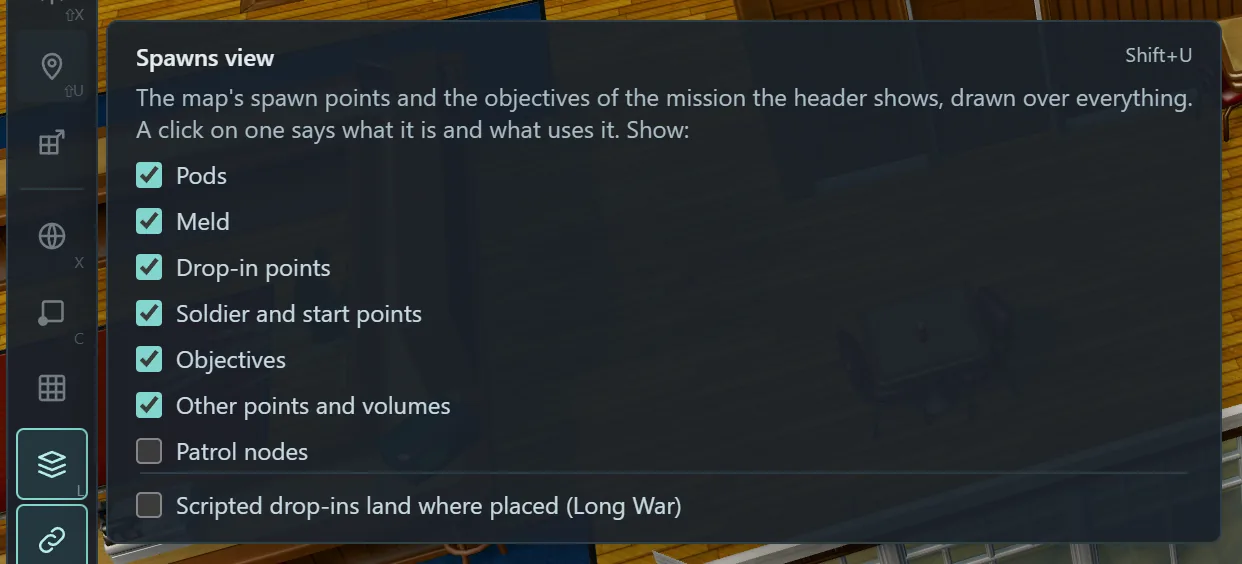 ⇧X
Spawns view
Shift+U
The map's spawn points and the objectives of the mission the header shows, drawn over everything.
A click on one says what it is and what uses it. Show:
⇧U
Pods
Meld
X
Drop-in points
Soldier and start points
C
Objectives
Other points and volumes
Patrol nodes
L
Scripted drop-ins land where placed (Long War)